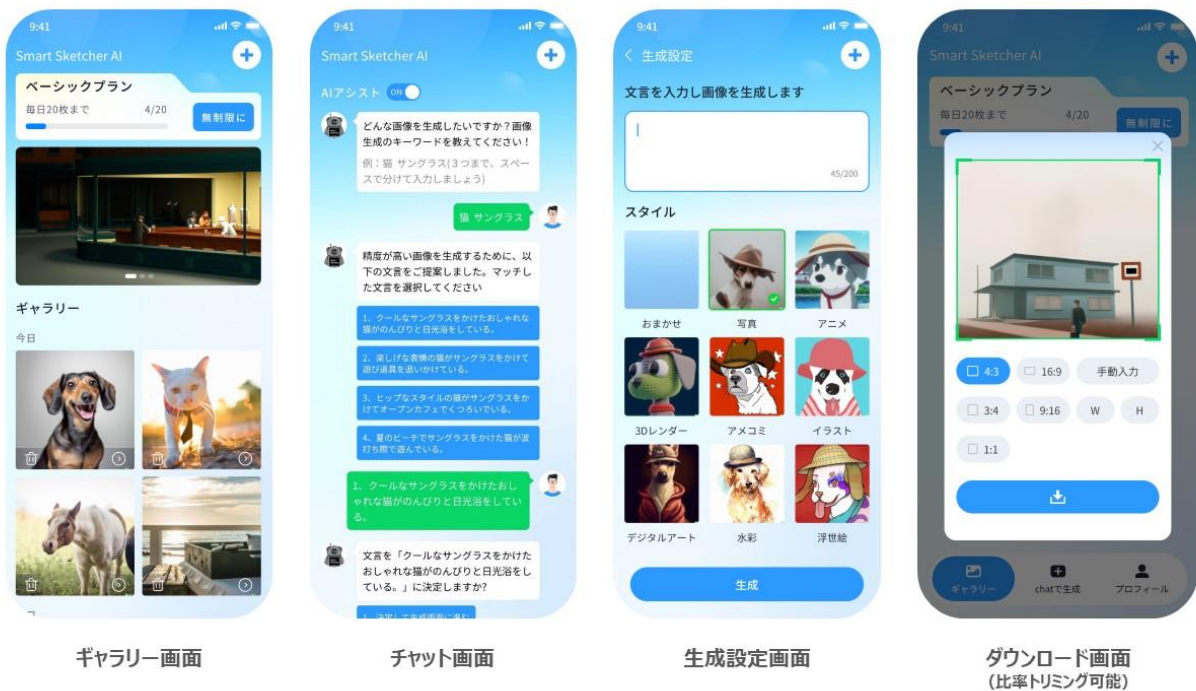 9:41
Smart Sketcher AI
ベーシックプラン
毎日20枚まで 4/20
無制限に
ギャラリー
今日
ギャラリー画面
9:41
Smart Sketcher AI
AIアシスト ON
どんな画像を生成したいですか?画像
生成のキーワードを教えてください!
例:猫 サングラス(3つまで、スペー
スで分けて入力しましょう)
猫 サングラス
精度が高い画像を生成するために、以
下の文言をご提案しました。マッチし
た文言を選択してください
1、クールなサングラスをかけたおしゃれな
猫がのんびりと日光浴をしている。
2、楽しげな表情の猫がサングラスをかけて
遊び道具を追いかけている。
3、ヒップなスタイルの猫がサングラスをか
けてオープンカフェでくつろいでいる。
4、夏のビーチでサングラスをかけた猫が波
打ち際で遊んでいる。
1、クールなサングラスをかけたおし
ゃれな猫がのんびりと日光浴をしてい
る。
文言を「クールなサングラスをかけた
おしゃれな猫がのんびりと日光浴をし
ている。」に決定しますか?
1、決定して生成画面に進む
チャット画面
9:41
生成設定
文言を入力し画像を生成します
45/200
スタイル
おまかせ 写真 アニメ
3Dレンダー アメコミ イラスト
デジタルアート 水彩 浮世絵
生成
生成設定画面
9:41
Smart Sketcher AI
ベーシックプラン
毎日20枚まで 4/20
無制限に
4:3 16:9 手動入力
3:4 9:16 W H
1:1
ギャラリー chatで生成 プロフィール
ダウンロード画面
(比率トリミング可能)